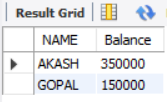 Result Grid
NAME Balance
AKASH 350000
GOPAL 150000